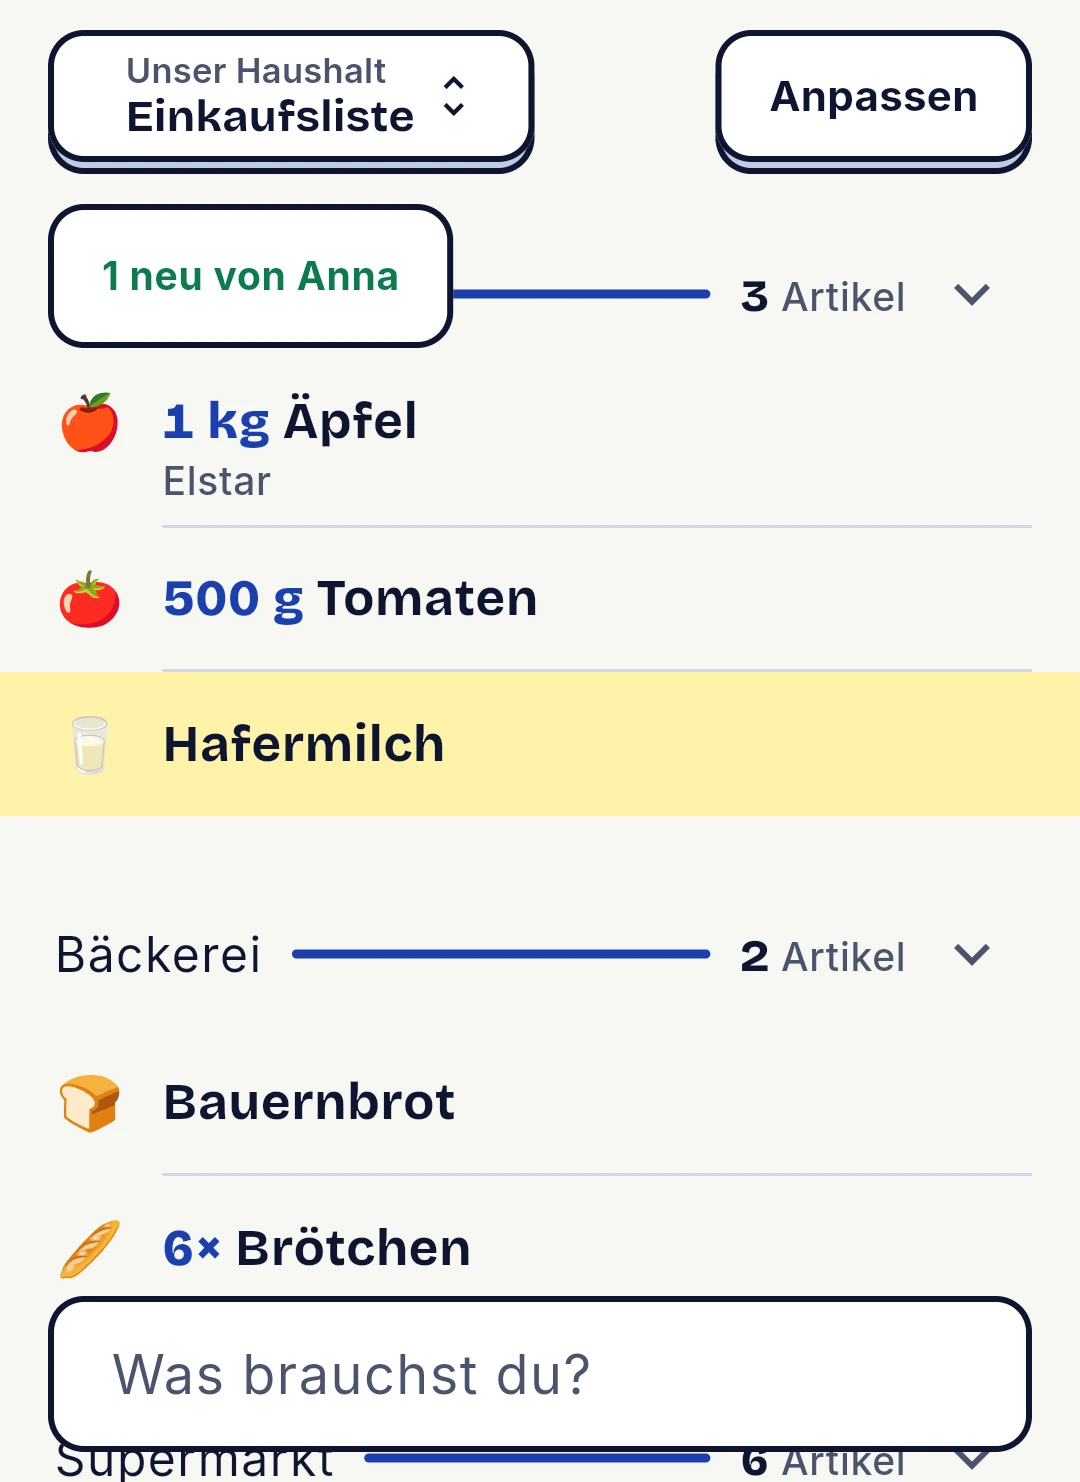 Unser Haushalt
Einkaufsliste
Anpassen
1 neu von Anna
3 Artikel
1 kg Äpfel
Elstar
500 g Tomaten
Hafermilch
Bäckerei
2 Artikel
Bauernbrot
6× Brötchen
Was brauchst du?
Supermarkt
6 Artikel